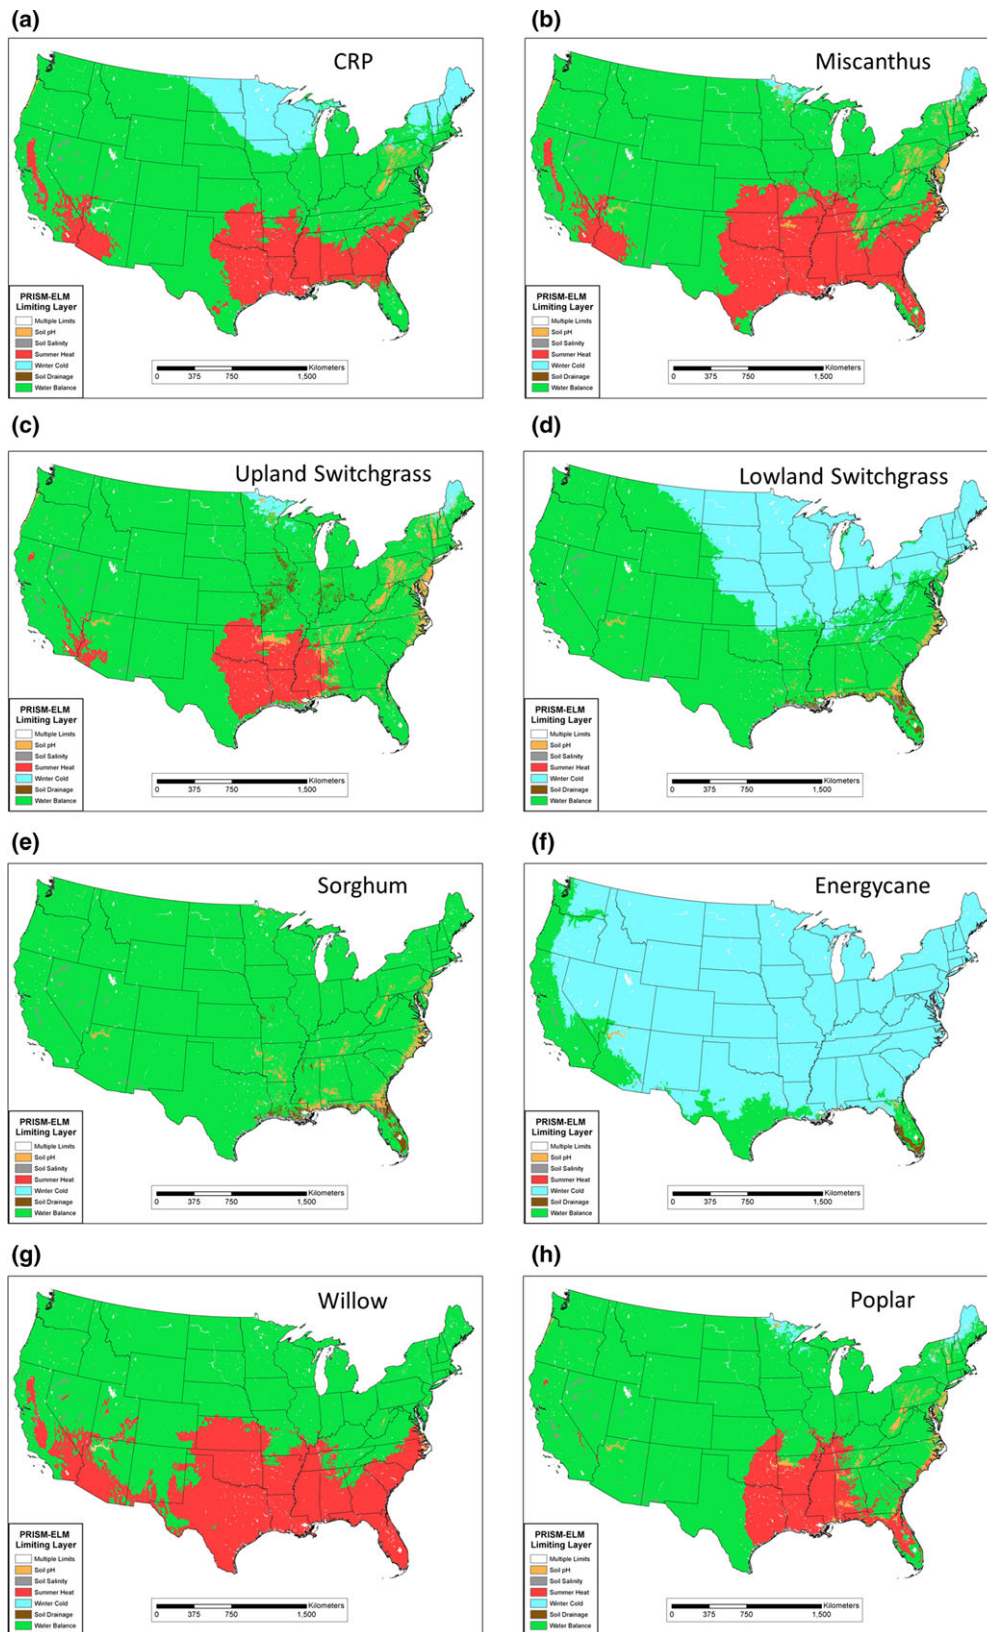 (a)
CRP
PRISM-ELM
Limiting Layer
Multiple Limits
Soil pH
Soil Salinity
Summer Heat
Winter Cold
Soil Drainage
Water Balance
Kilometers
0 375 750 1,500
(b)
Miscanthus
PRISM-ELM
Limiting Layer
Multiple Limits
Soil pH
Soil Salinity
Summer Heat
Winter Cold
Soil Drainage
Water Balance
Kilometers
0 375 750 1,500
(c)
Upland Switchgrass
PRISM-ELM
Limiting Layer
Multiple Limits
Soil pH
Soil Salinity
Summer Heat
Winter Cold
Soil Drainage
Water Balance
Kilometers
0 375 750 1,500
(d)
Lowland Switchgrass
PRISM-ELM
Limiting Layer
Multiple Limits
Soil pH
Soil Salinity
Summer Heat
Winter Cold
Soil Drainage
Water Balance
Kilometers
0 375 750 1,500
(e)
Sorghum
PRISM-ELM
Limiting Layer
Multiple Limits
Soil pH
Soil Salinity
Summer Heat
Winter Cold
Soil Drainage
Water Balance
Kilometers
0 375 750 1,500
(f)
Energycane
PRISM-ELM
Limiting Layer
Multiple Limits
Soil pH
Soil Salinity
Summer Heat
Winter Cold
Soil Drainage
Water Balance
Kilometers
0 375 750 1,500
(g)
Willow
PRISM-ELM
Limiting Layer
Multiple Limits
Soil pH
Soil Salinity
Summer Heat
Winter Cold
Soil Drainage
Water Balance
Kilometers
0 375 750 1,500
(h)
Poplar
PRISM-ELM
Limiting Layer
Multiple Limits
Soil pH
Soil Salinity
Summer Heat
Winter Cold
Soil Drainage
Water Balance
Kilometers
0 375 750 1,500